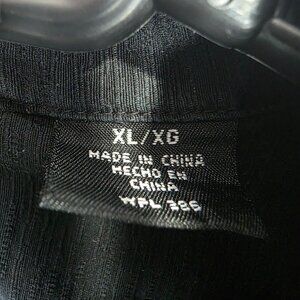 XL/XG
MADE IN CHINA
HECHO EN
CHINA
WPL 386